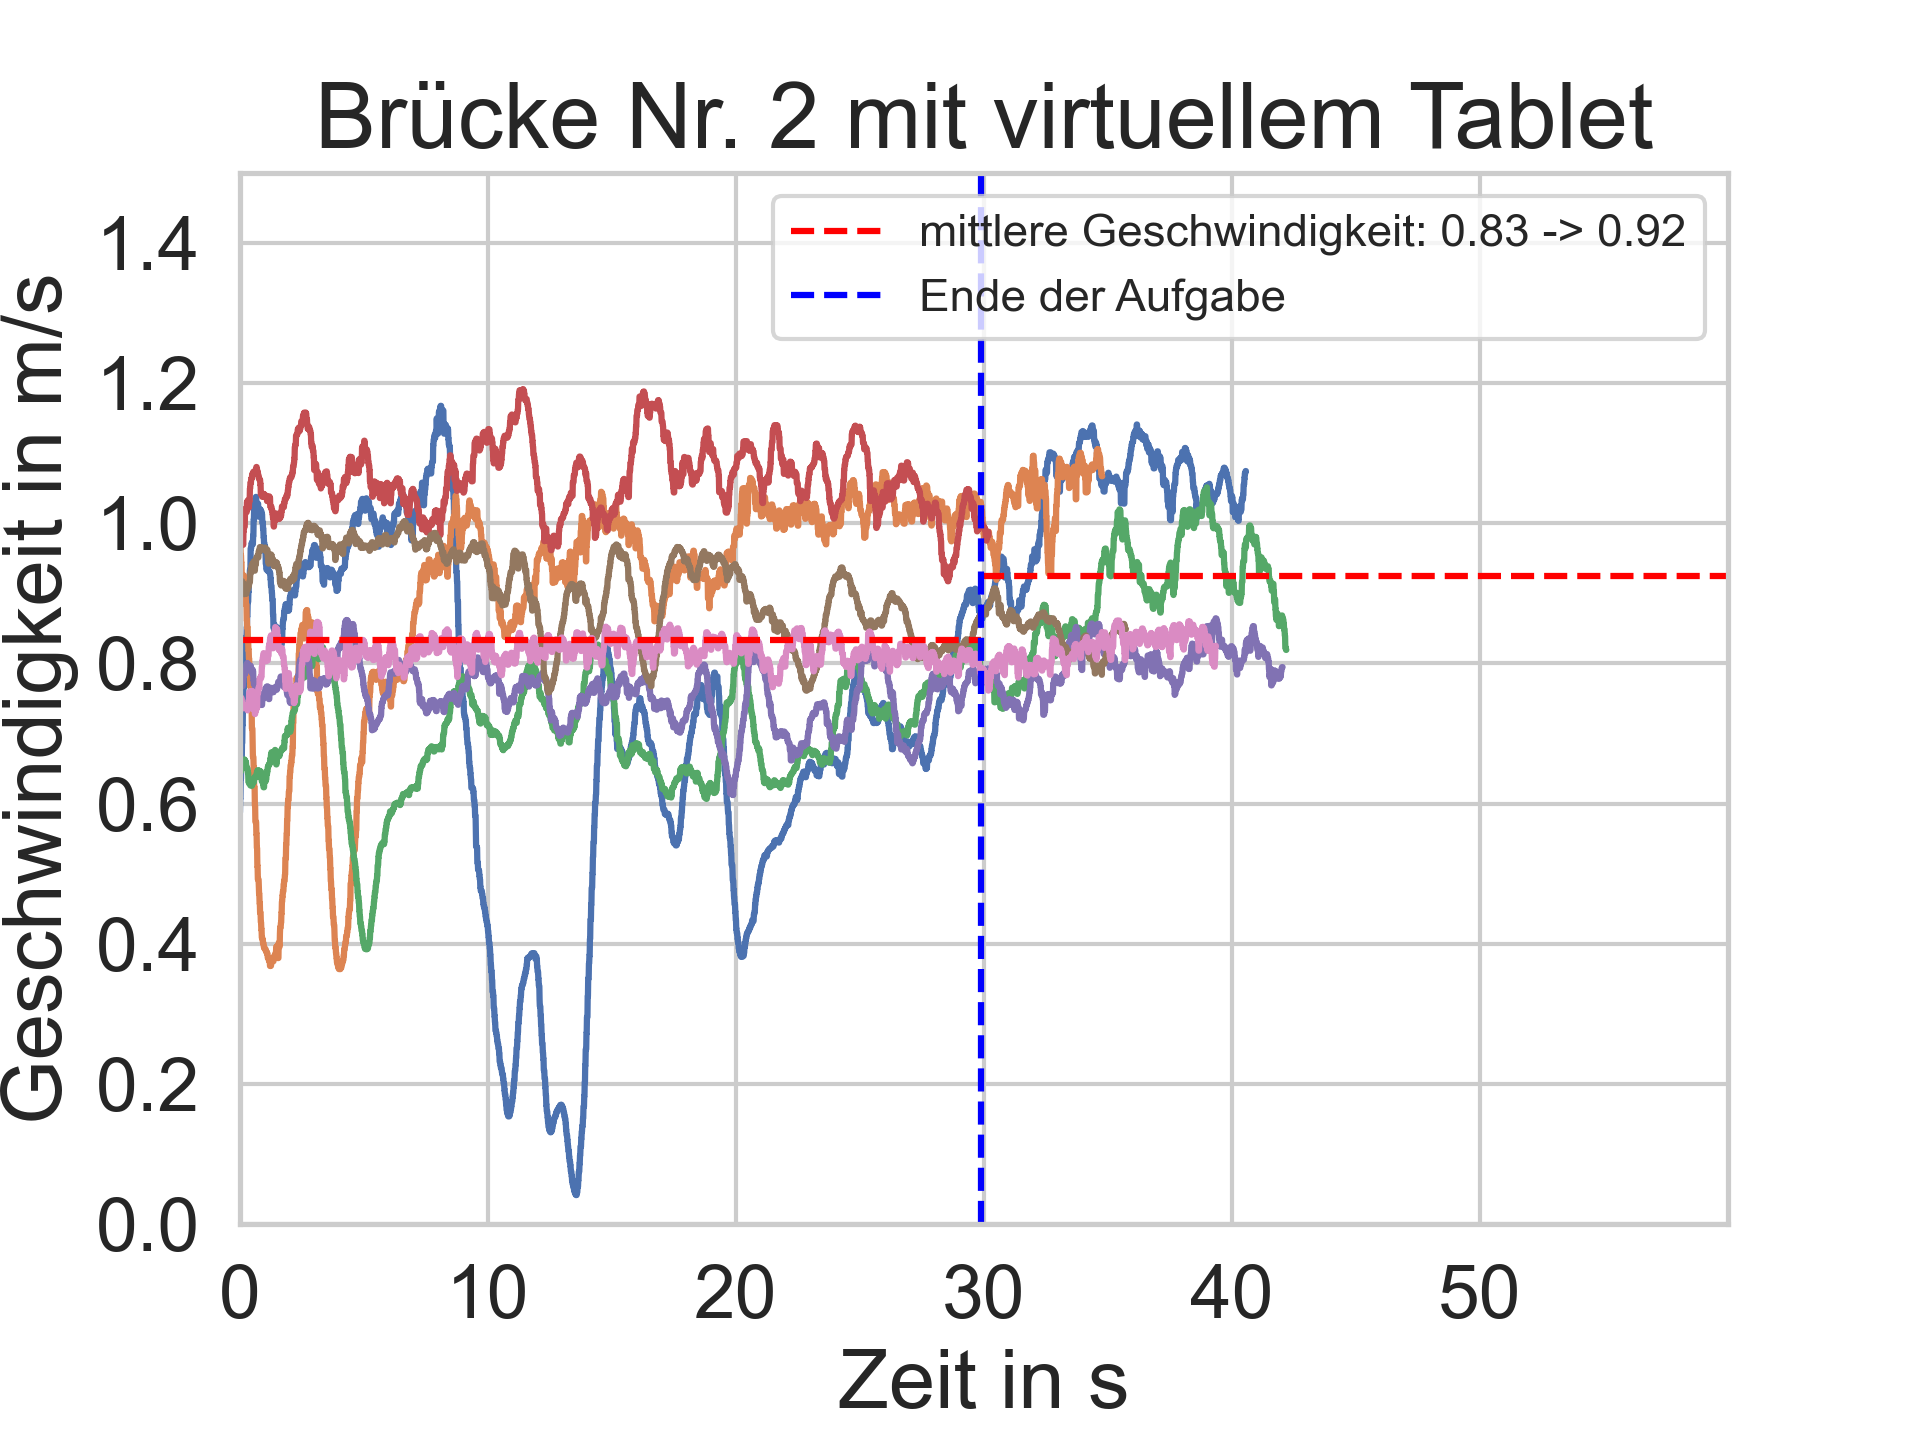 Brücke Nr. 2 mit virtuellem Tablet
mittlere Geschwindigkeit: 0.83 -> 0.92
Ende der Aufgabe
Geschwindigkeit in m/s
1.4
1.2
1.0
0.8
0.6
0.4
0.2
0.0
0 10 20 30 40 50
Zeit in s